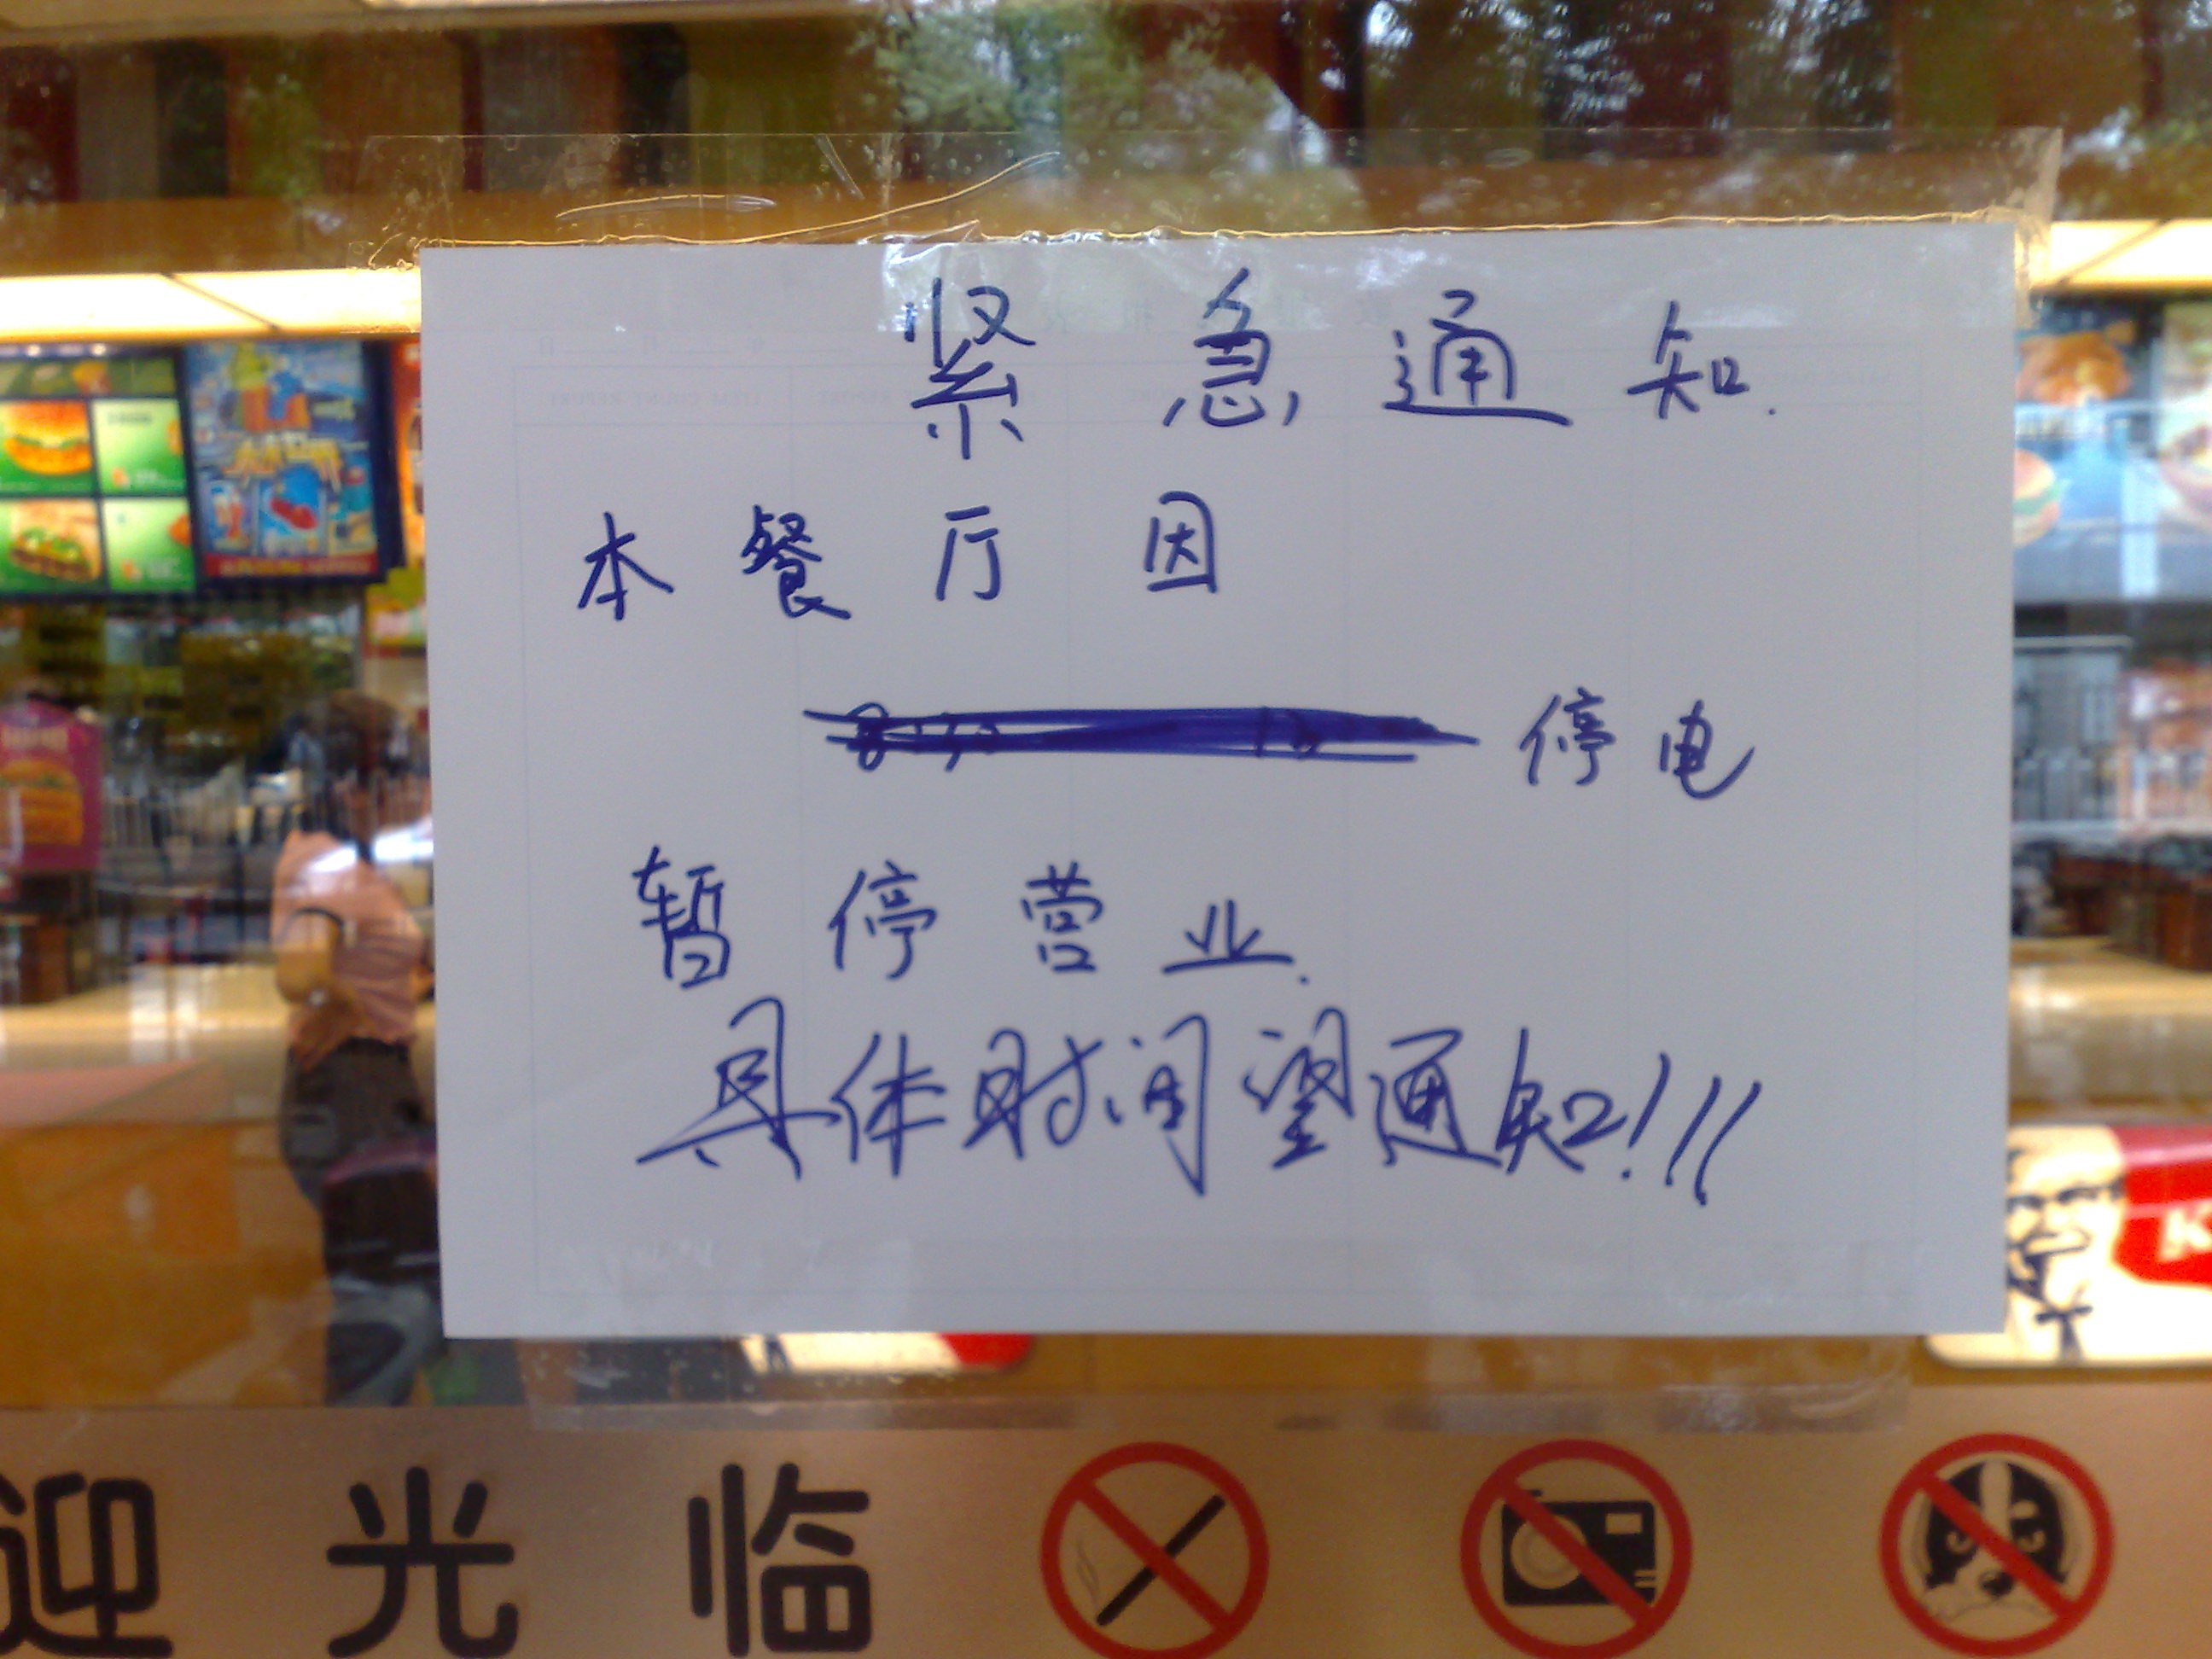 紧急通知.
本餐厅因
停电
暂停营业.
具体时间望通知!!!
迎光临